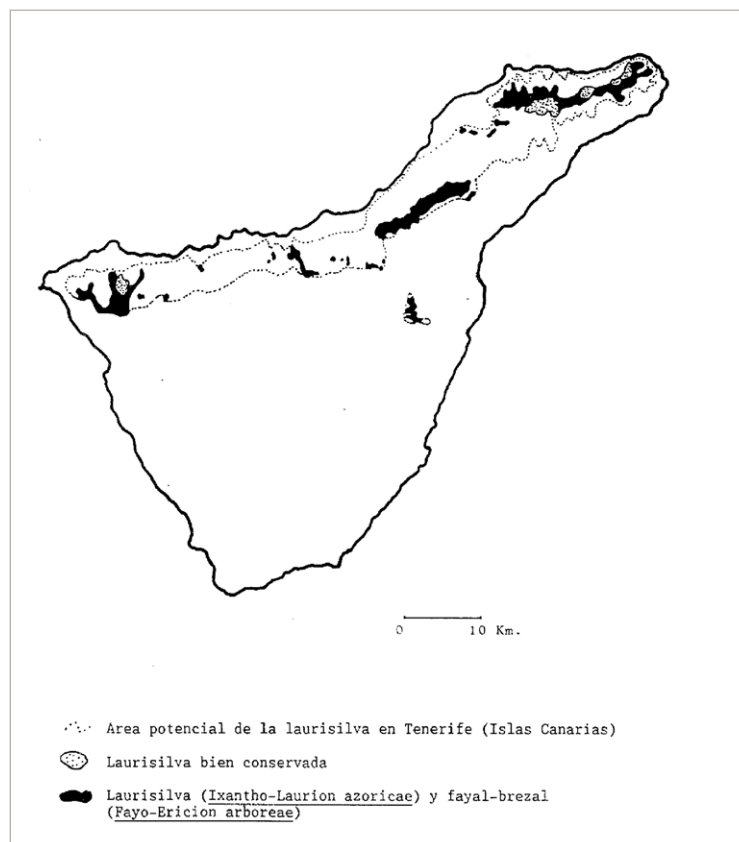 0 10 Km.
Area potencial de la laurisilva en Tenerife (Islas Canarias)
Laurisilva bien conservada
Laurisilva (Ixantho-Laurion azoricae) y fayal-brezal
(Fayo-Ericion arboreae)